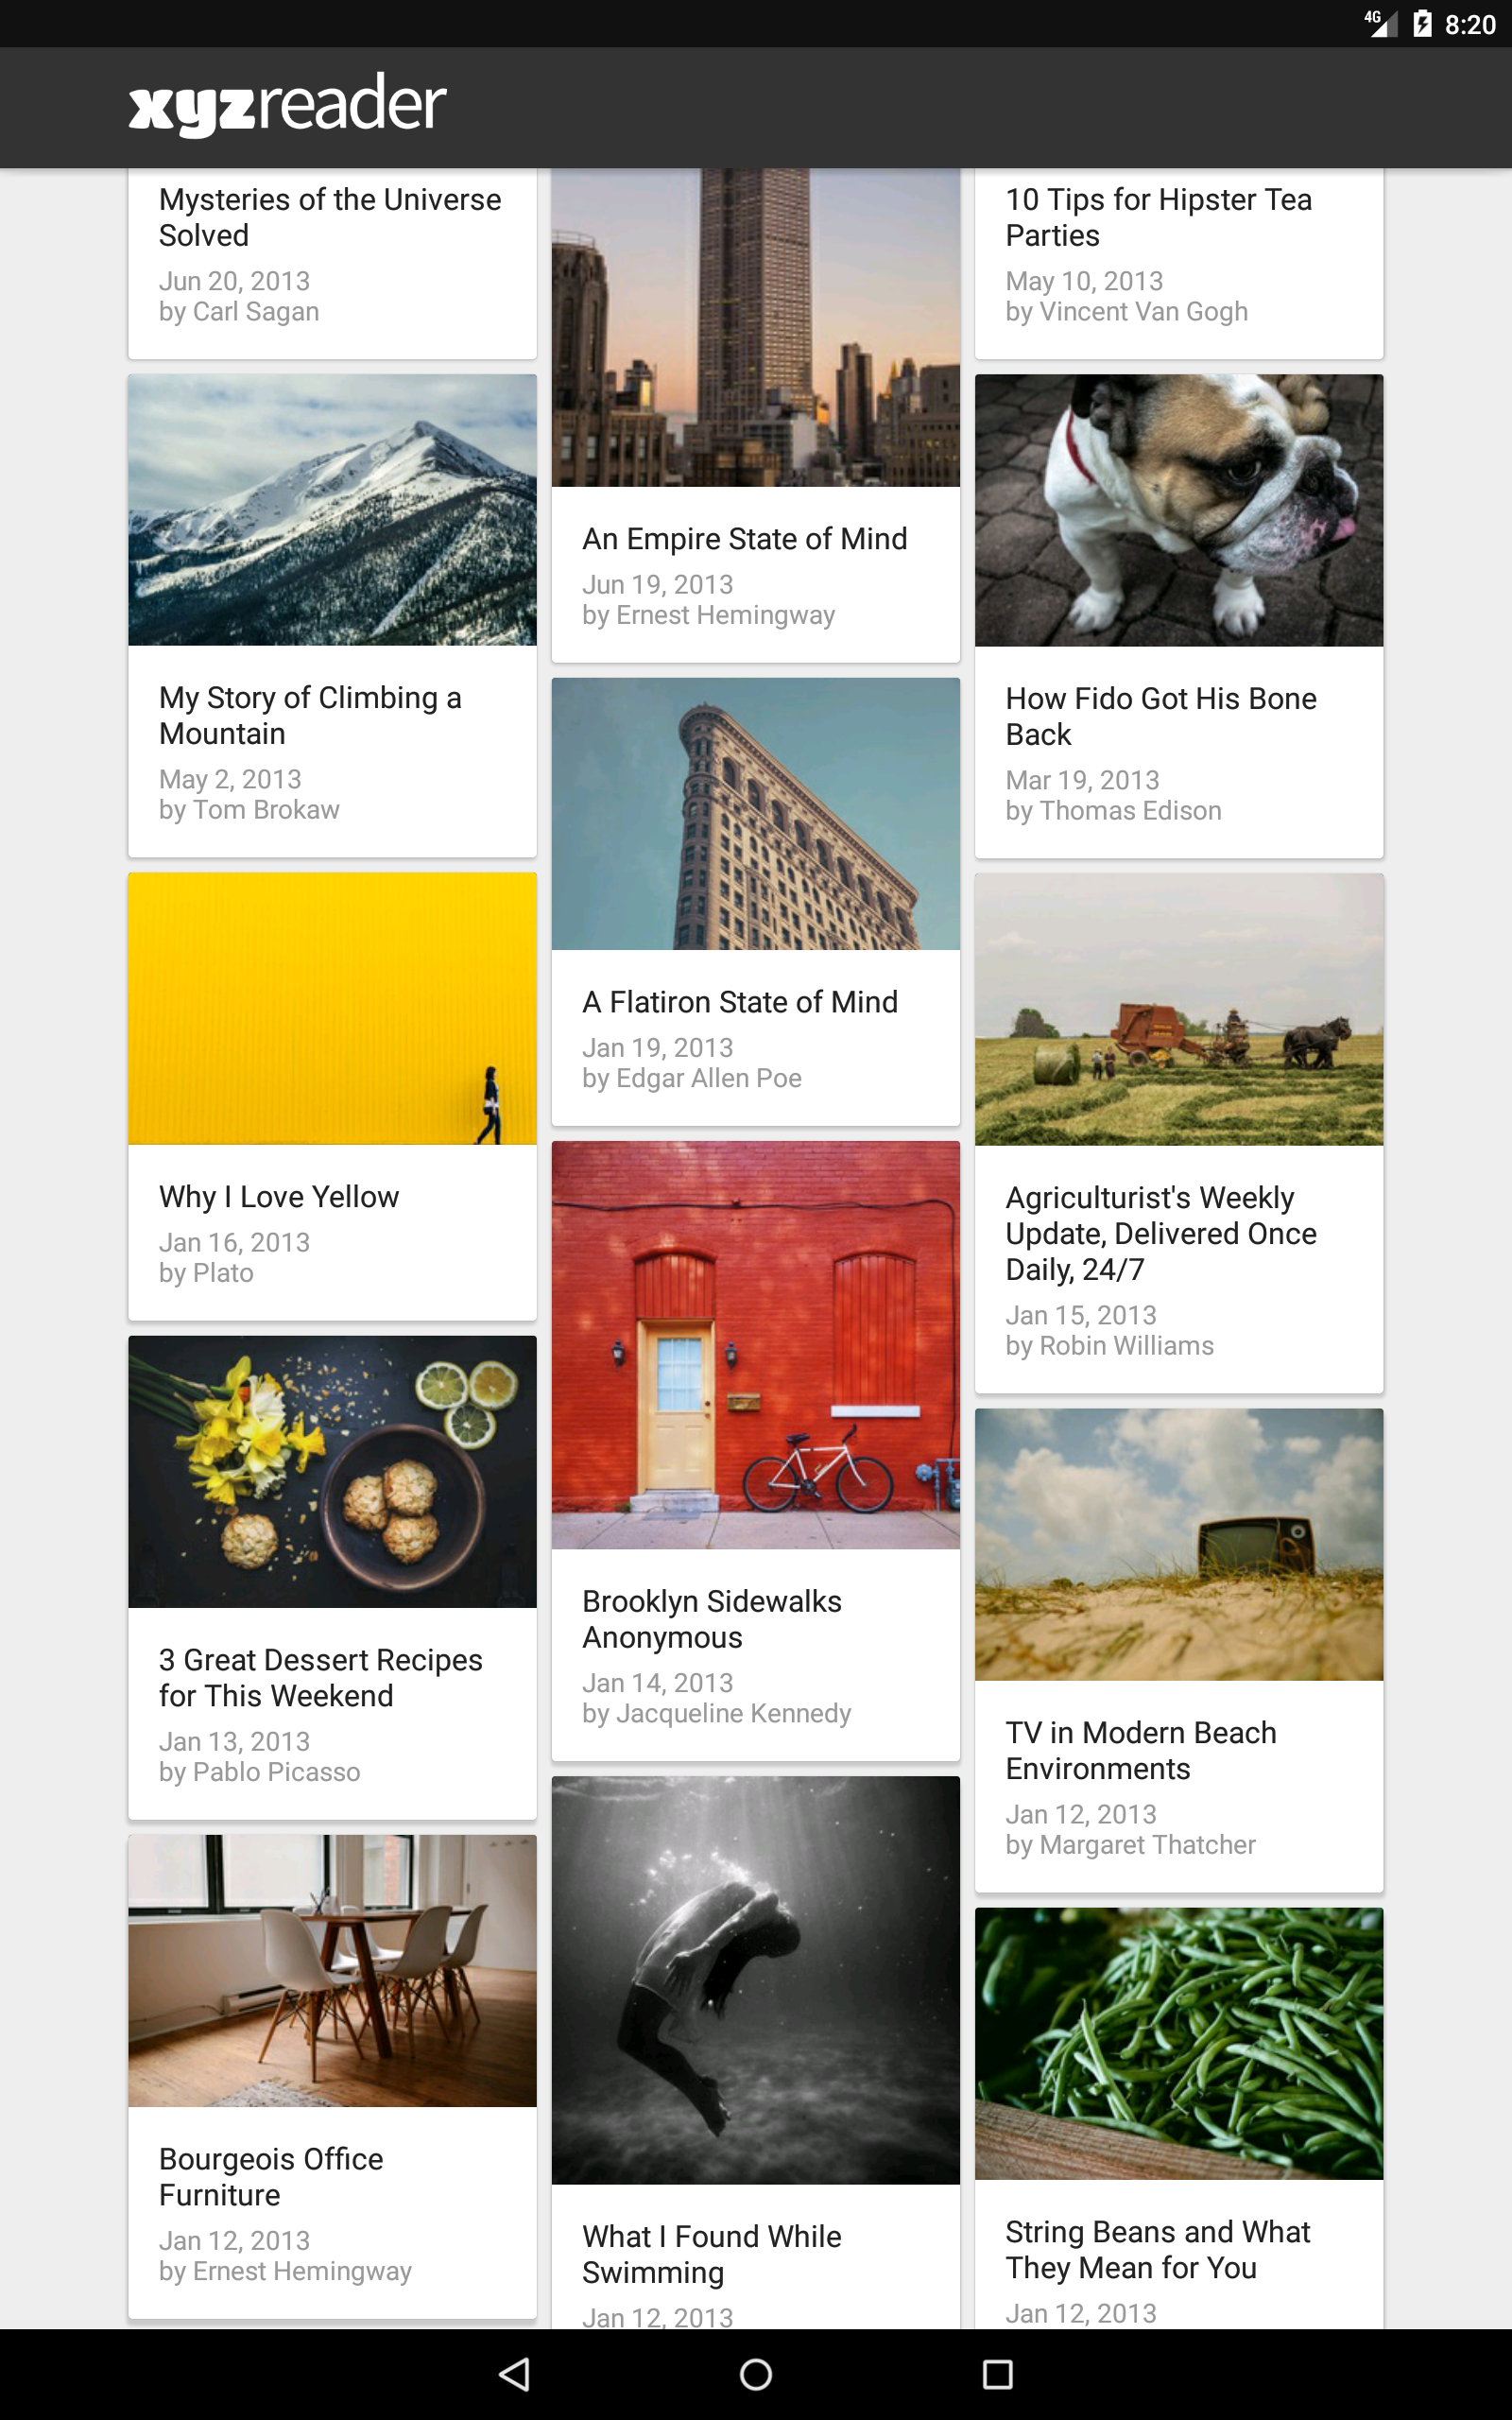 4G 8:20
xyzreader
Mysteries of the Universe
Solved
Jun 20, 2013
by Carl Sagan
10 Tips for Hipster Tea
Parties
May 10, 2013
by Vincent Van Gogh
An Empire State of Mind
Jun 19, 2013
by Ernest Hemingway
My Story of Climbing a
Mountain
May 2, 2013
by Tom Brokaw
How Fido Got His Bone
Back
Mar 19, 2013
by Thomas Edison
A Flatiron State of Mind
Jan 19, 2013
by Edgar Allen Poe
Why I Love Yellow
Jan 16, 2013
by Plato
Agriculturist's Weekly
Update, Delivered Once
Daily, 24/7
Jan 15, 2013
by Robin Williams
Brooklyn Sidewalks
Anonymous
Jan 14, 2013
by Jacqueline Kennedy
3 Great Dessert Recipes
for This Weekend
Jan 13, 2013
by Pablo Picasso
TV in Modern Beach
Environments
Jan 12, 2013
by Margaret Thatcher
Bourgeois Office
Furniture
Jan 12, 2013
by Ernest Hemingway
What I Found While
Swimming
Jan 12, 2013
String Beans and What
They Mean for You
Jan 12, 2013